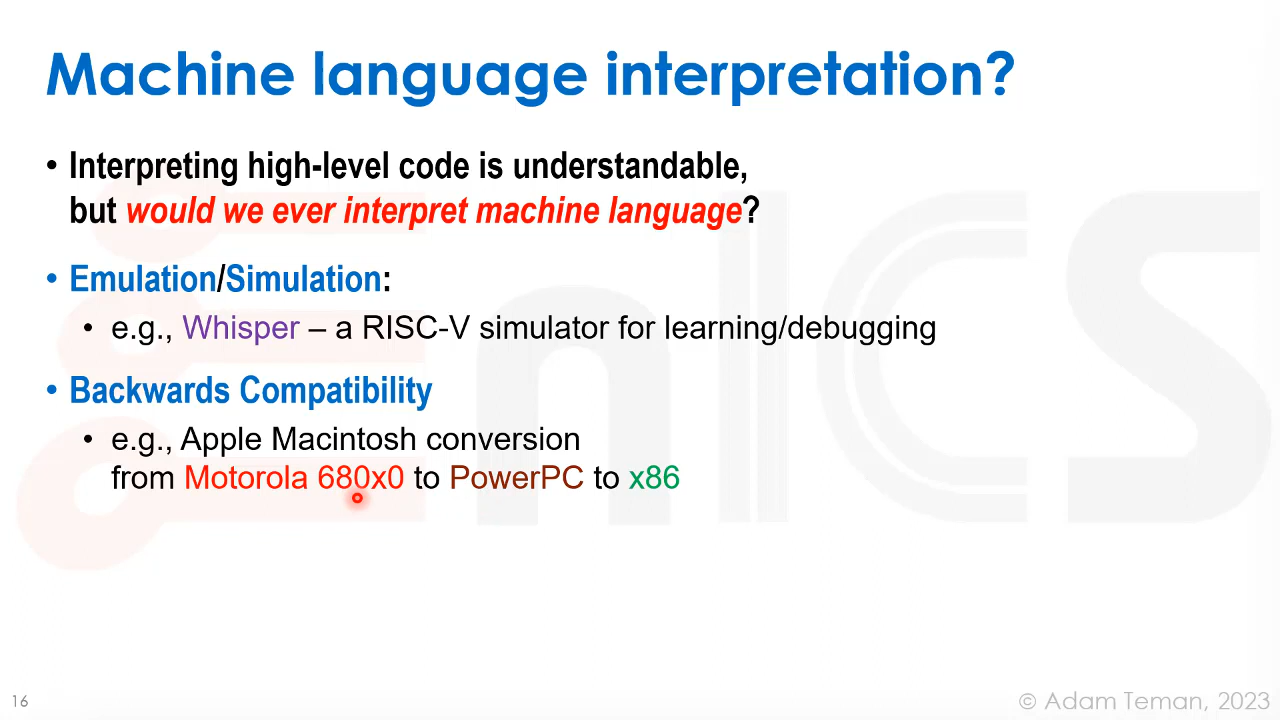 Machine language interpretation?
• Interpreting high-level code is understandable,
but would we ever interpret machine language?
• Emulation/Simulation:
• e.g., Whisper – a RISC-V simulator for learning/debugging
• Backwards Compatibility
• e.g., Apple Macintosh conversion
from Motorola 680x0 to PowerPC to x86
enICS
16
© Adam Teman, 2023